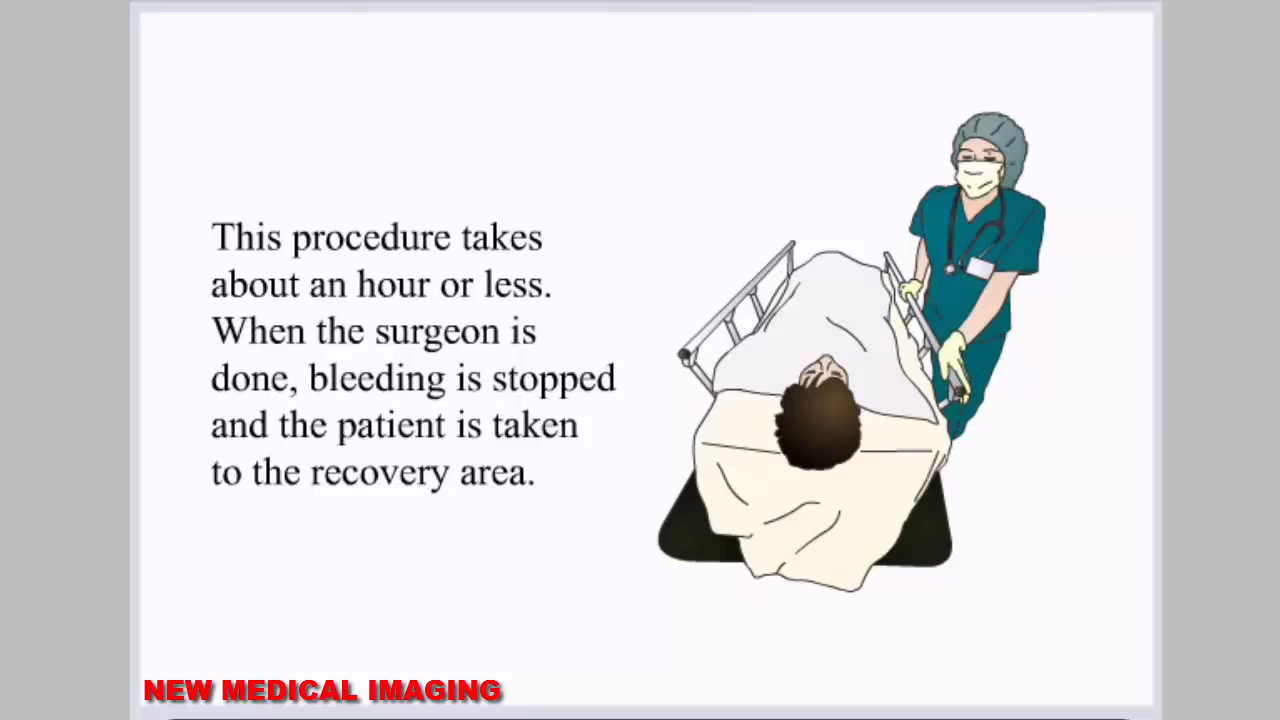 This procedure takes
about an hour or less.
When the surgeon is
done, bleeding is stopped
and the patient is taken
to the recovery area.
NEW MEDICAL IMAGING